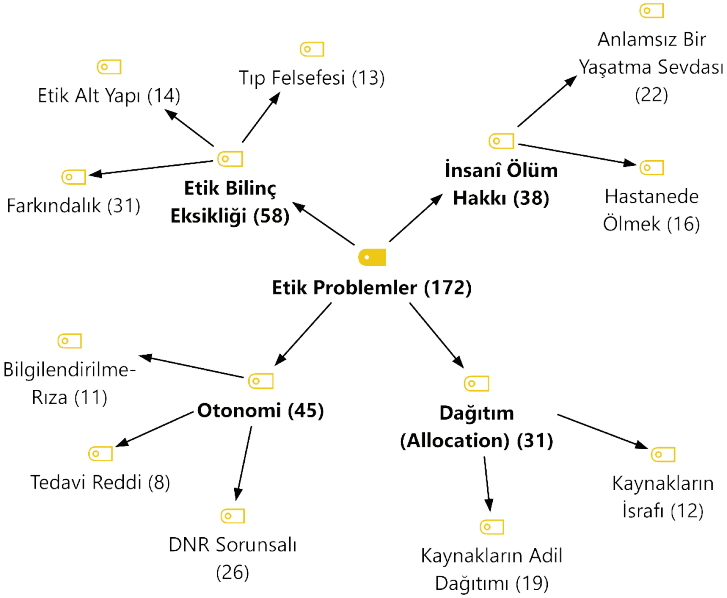 Anlamsız Bir
Yaşatma Sevdası
(22)
Tıp Felsefesi (13)
Etik Alt Yapı (14)
İnsanî Ölüm
Hakkı (38)
Etik Bilinç
Eksikliği (58)
Farkındalık (31)
Hastanede
Ölmek (16)
Etik Problemler (172)
Bilgilendirilme-
Rıza (11)
Otonomi (45)
Dağıtım
(Allocation) (31)
Tedavi Reddi (8)
Kaynakların
İsrafı (12)
DNR Sorunsalı
(26)
Kaynakların Adil
Dağıtımı (19)